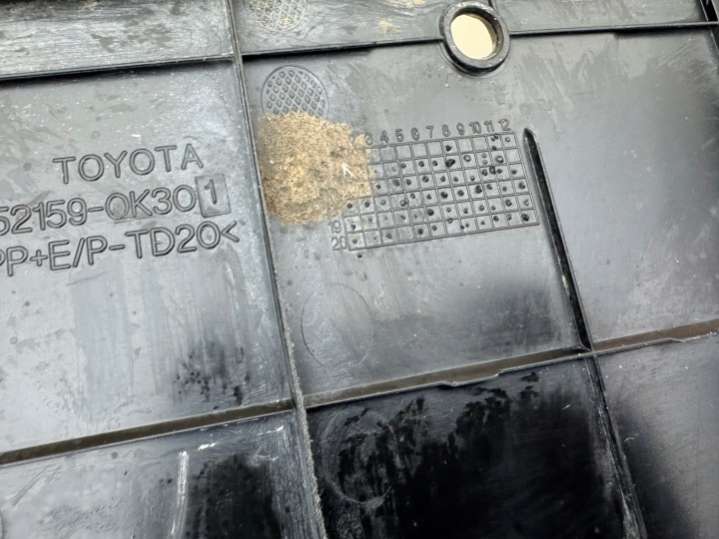 TOYOTA
52159-0K301
PP+E/P-TD20<
3 4 5 6 7 8 9 10 11 12
19
20